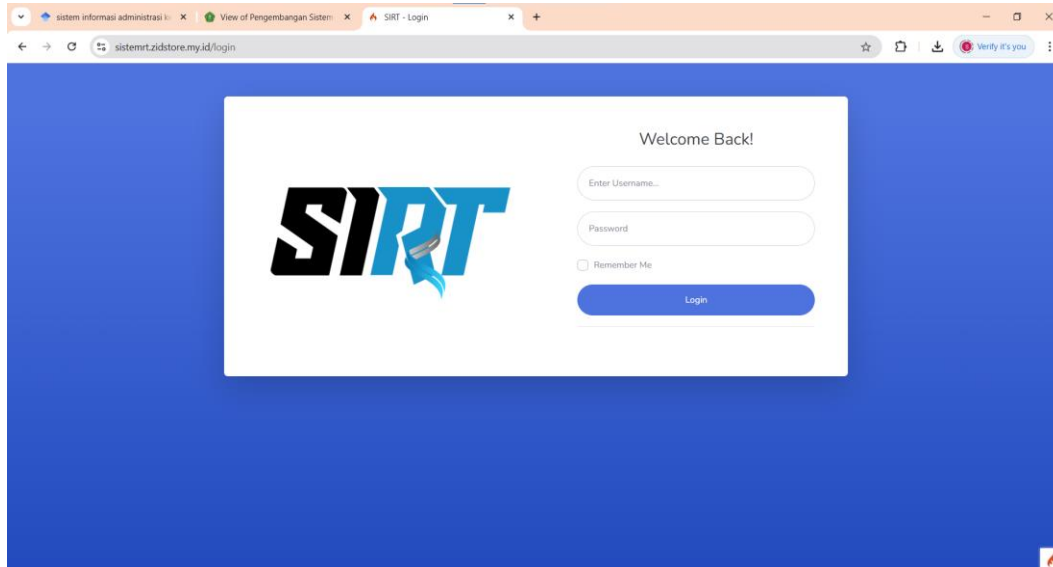 sistem informasi administrasi
View of Pengembangan Sistem
SIRT - Login
sistemrt.zidstore.my.id/login
Verify it's you
SIRT
Welcome Back!
Enter Username...
Password
Remember Me
Login